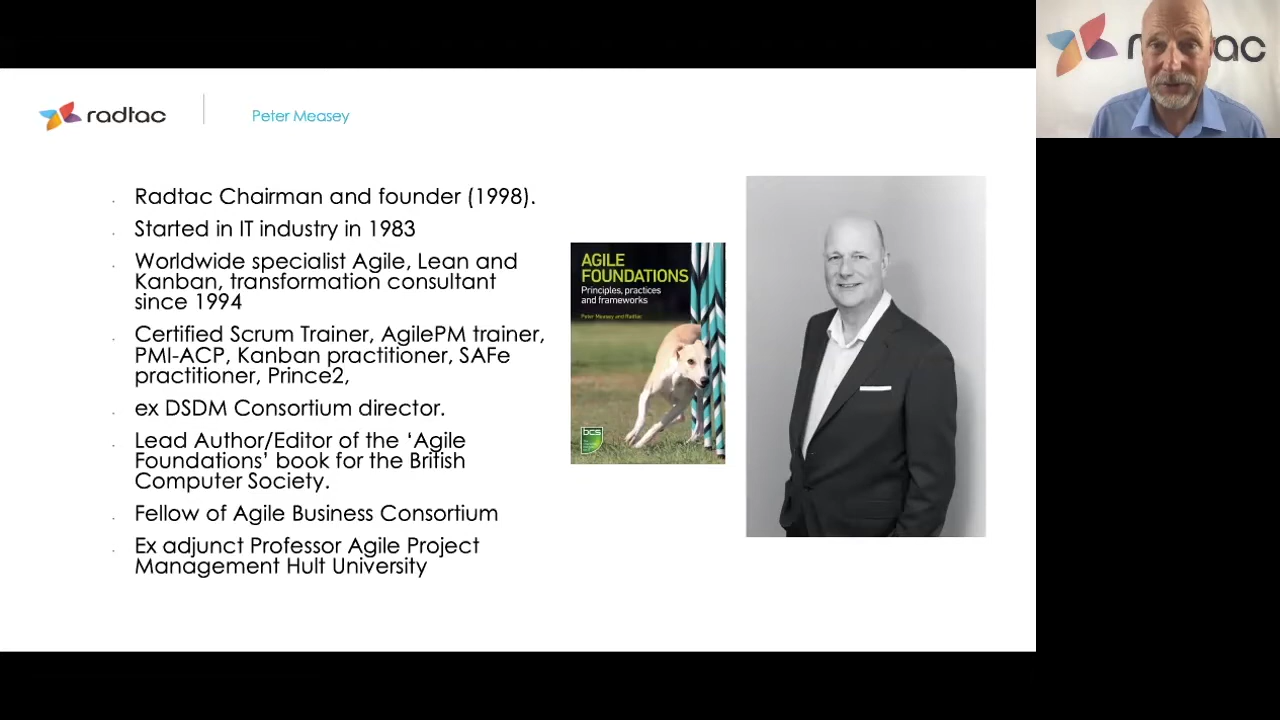 radtac
Peter Measey
Radtac Chairman and founder (1998).
Started in IT industry in 1983
Worldwide specialist Agile, Lean and
Kanban, transformation consultant
since 1994
Certified Scrum Trainer, AgilePM trainer,
PMI-ACP, Kanban practitioner, SAFe
practitioner, Prince2,
ex DSDM Consortium director.
Lead Author/Editor of the ‘Agile
Foundations’ book for the British
Computer Society.
Fellow of Agile Business Consortium
Ex adjunct Professor Agile Project
Management Hult University
AGILE
FOUNDATIONS
Principles, practices
and frameworks
Peter Measey and Radtac
bcs